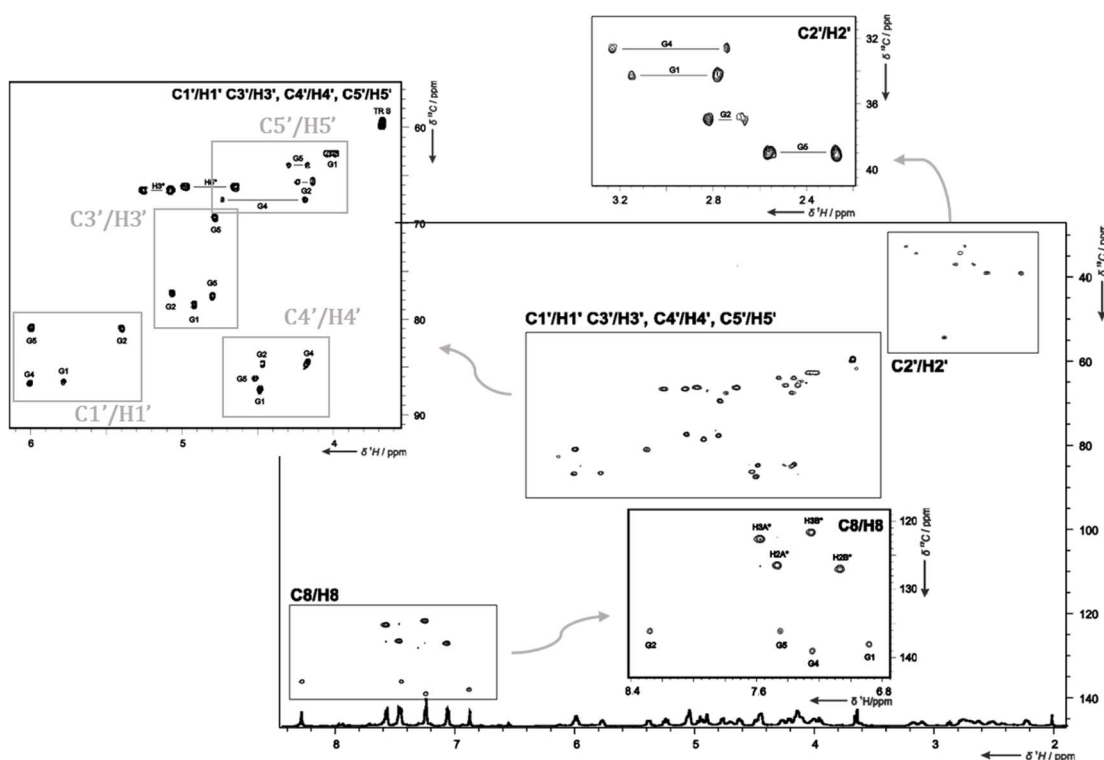 C2'/H2'
32
36
40
δ ¹³C / ppm
G4
G1
G2
G5
3.2
2.8
2.4
δ ¹H / ppm
C1'/H1' C3'/H3', C4'/H4', C5'/H5'
TRIS
60
70
80
90
δ ¹³C / ppm
C5'/H5'
G5
G1
H3*
G2
G4
C3'/H3'
G5
G2
G5
G1
C4'/H4'
G5
G2
G4
G1
C1'/H1'
G2
G4
G5
G1
6
5
4
δ ¹H / ppm
C1'/H1' C3'/H3', C4'/H4', C5'/H5'
C2'/H2'
40
60
80
100
120
140
δ ¹³C / ppm
C8/H8
C8/H8
H3A*
H3B*
H2A*
H2B*
G2
G5
G4
G1
120
130
140
δ ¹³C / ppm
8.4
7.6
6.8
δ ¹H/ppm
8
7
6
5
4
3
2
δ ¹H / ppm